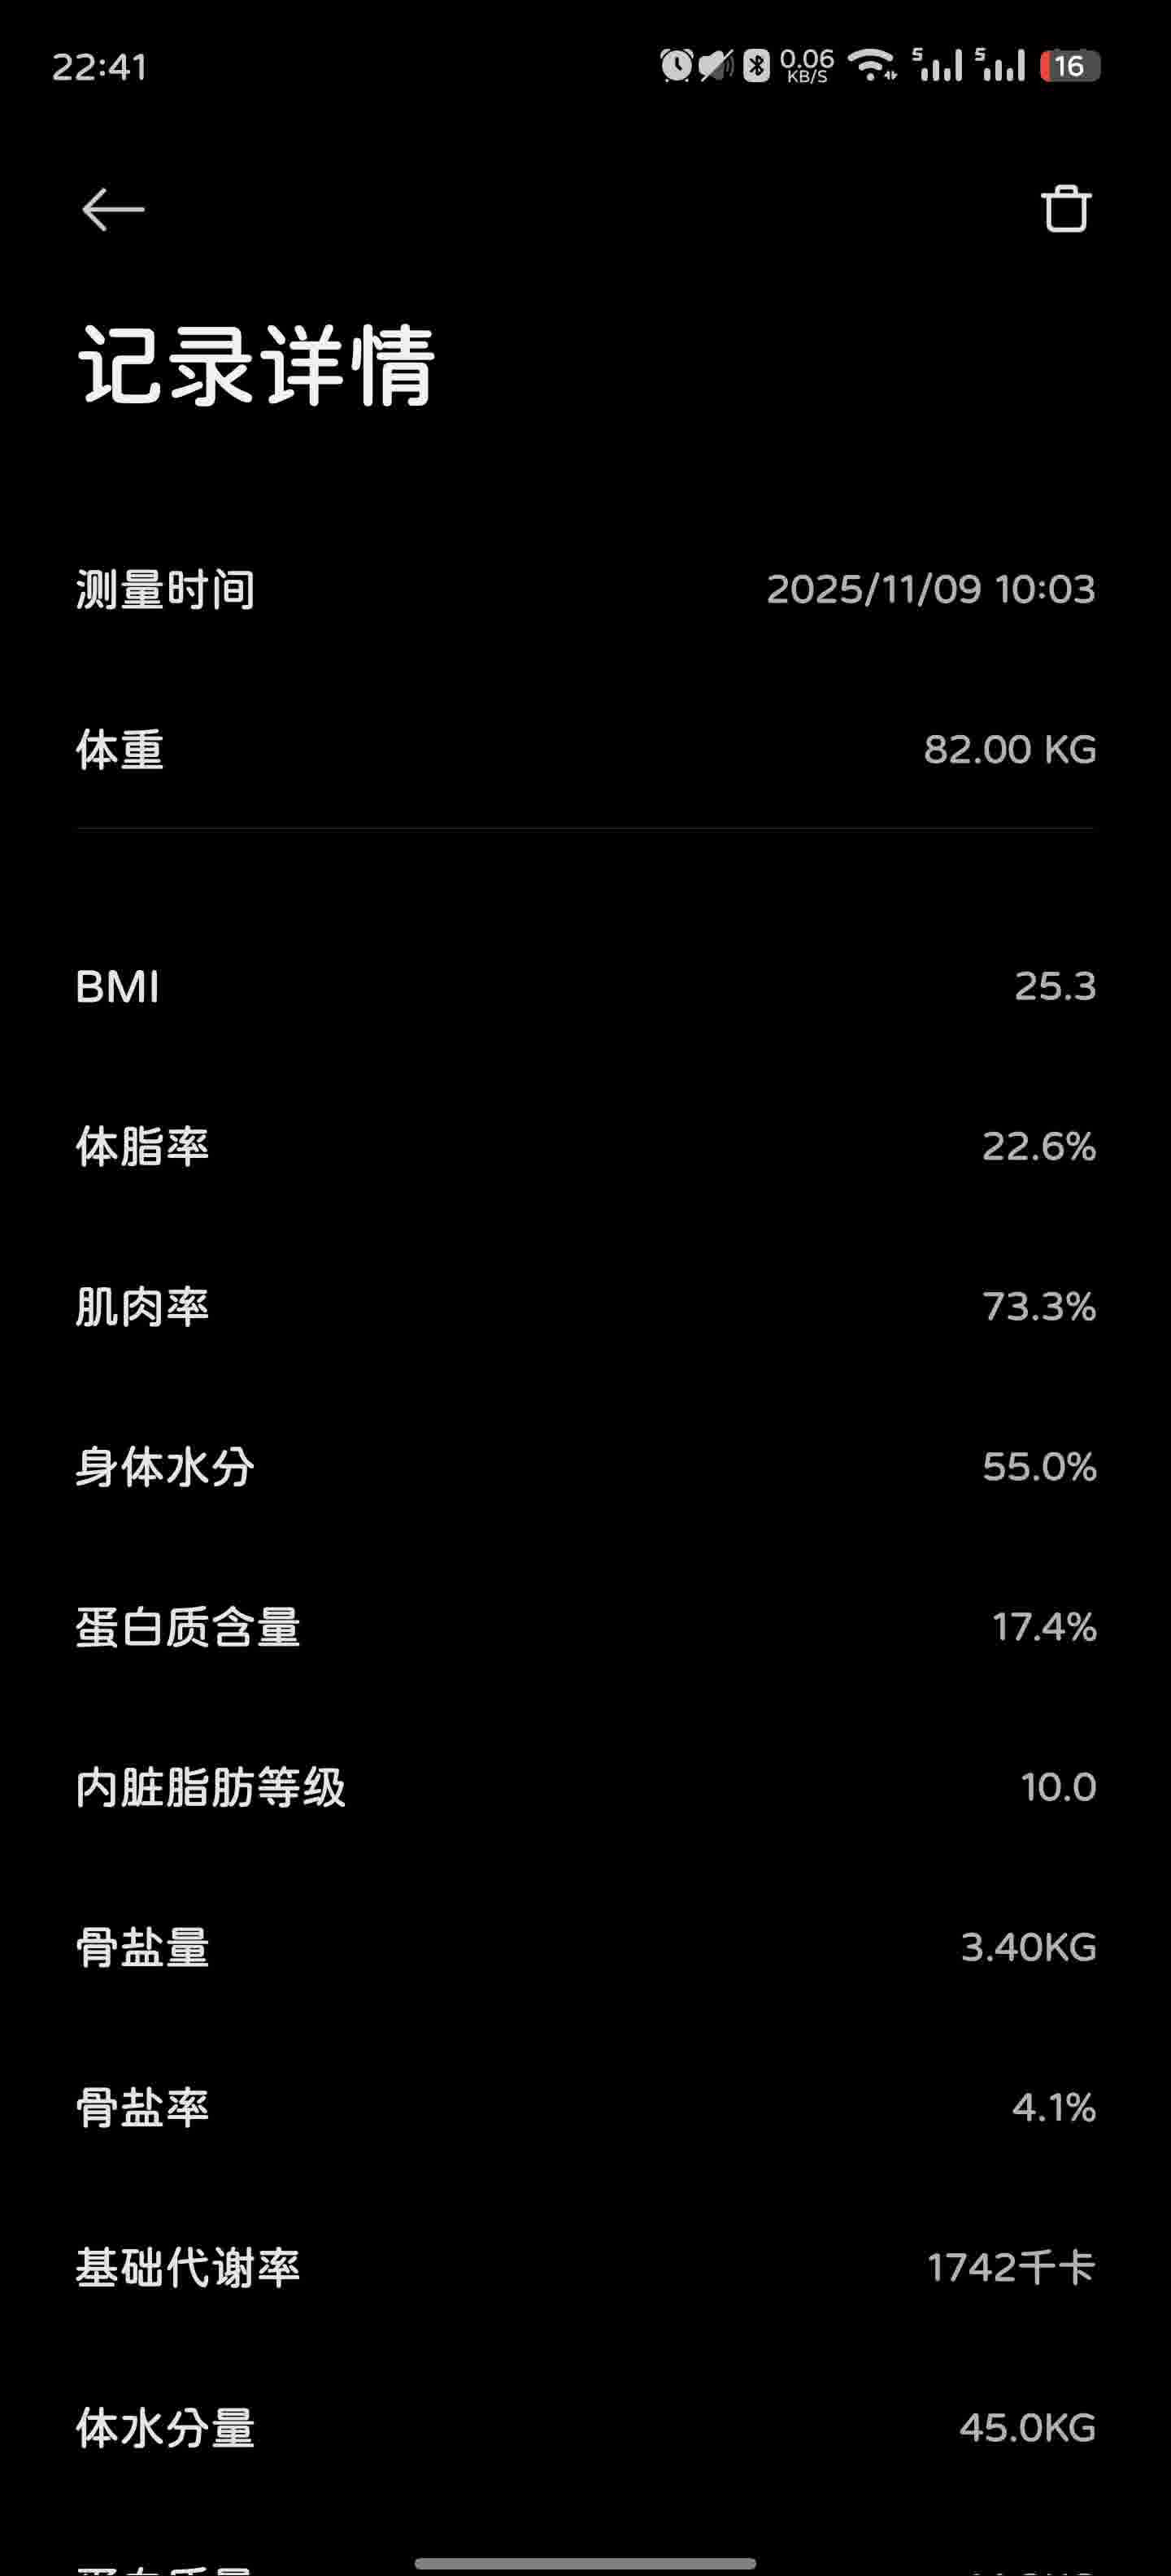 22:41 0.06 KB/S 5 5 16
记录详情
测量时间 2025/11/09 10:03
体重 82.00 KG
BMI 25.3
体脂率 22.6%
肌肉率 73.3%
身体水分 55.0%
蛋白质含量 17.4%
内脏脂肪等级 10.0
骨盐量 3.40KG
骨盐率 4.1%
基础代谢率 1742千卡
体水分量 45.0KG